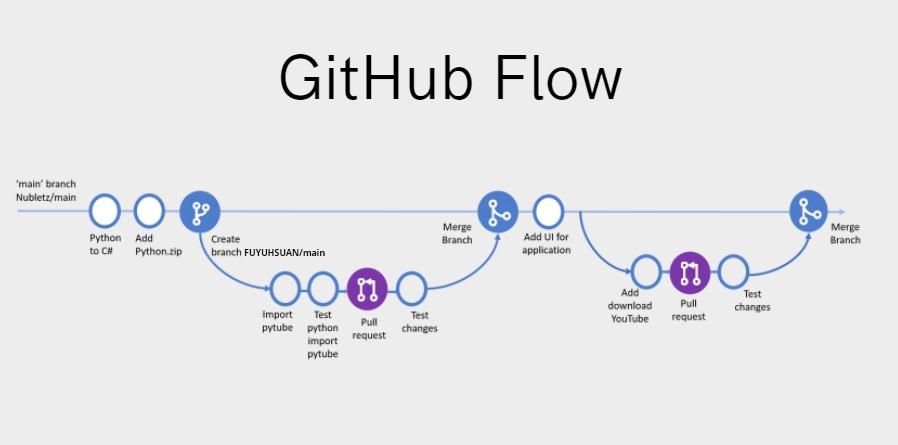 GitHub Flow
'main' branch
Nubletz/main
Python
to C#
Add
Python.zip
Create
branch FUYUHSUAN/main
Import
pytube
Test
python
import
pytube
Pull
request
Test
changes
Merge
Branch
Add UI for
application
Add
download
YouTube
Pull
request
Test
changes
Merge
Branch